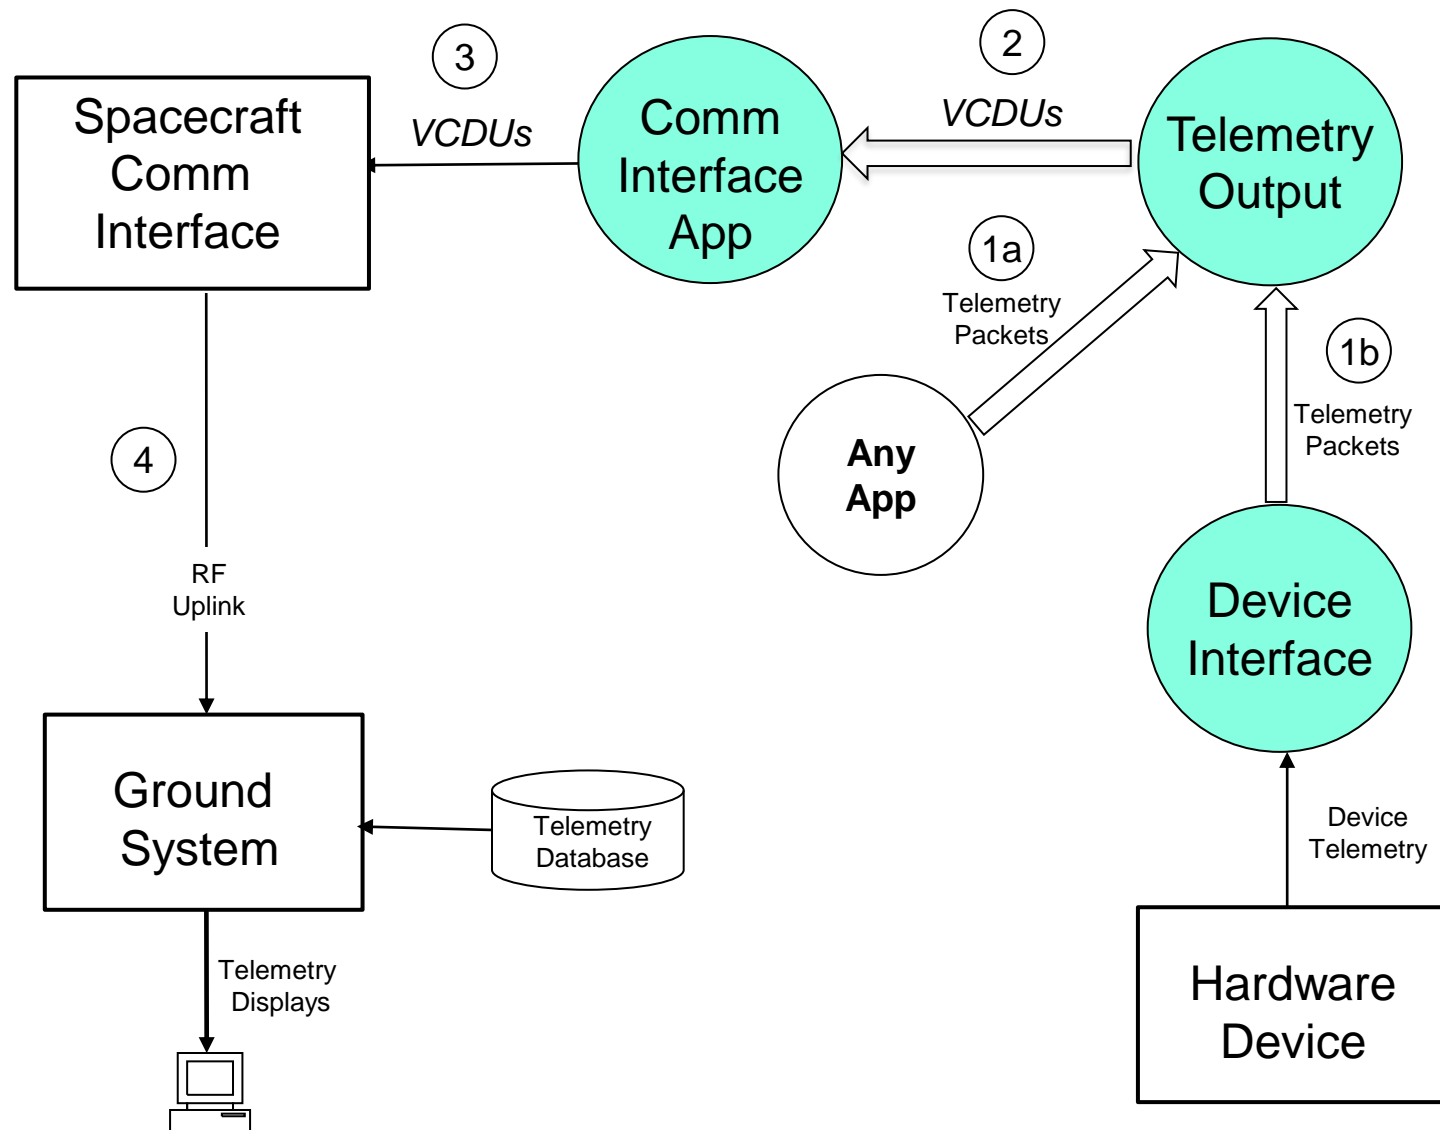 3
2
Spacecraft
Comm
Interface
VCDUs
Comm
Interface
App
VCDUs
Telemetry
Output
1a
Telemetry
Packets
1b
Telemetry
Packets
Any
App
4
RF
Uplink
Device
Interface
Ground
System
Telemetry
Database
Device
Telemetry
Telemetry
Displays
Hardware
Device